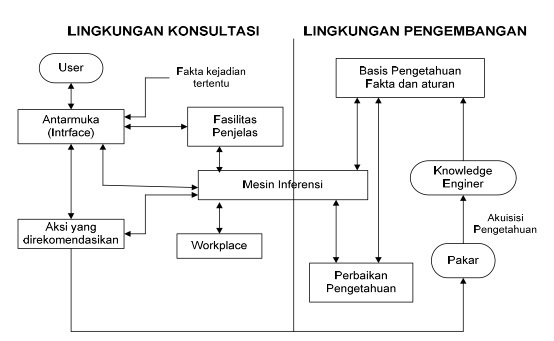 LINGKUNGAN KONSULTASI
LINGKUNGAN PENGEMBANGAN
User
Fakta kejadian
tertentu
Basis Pengetahuan
Fakta dan aturan
Antarmuka
(Intrface)
Fasilitas
Penjelas
Mesin Inferensi
Knowledge
Enginer
Aksi yang
direkomendasikan
Workplace
Akuisisi
Pengetahuan
Pakar
Perbaikan
Pengetahuan